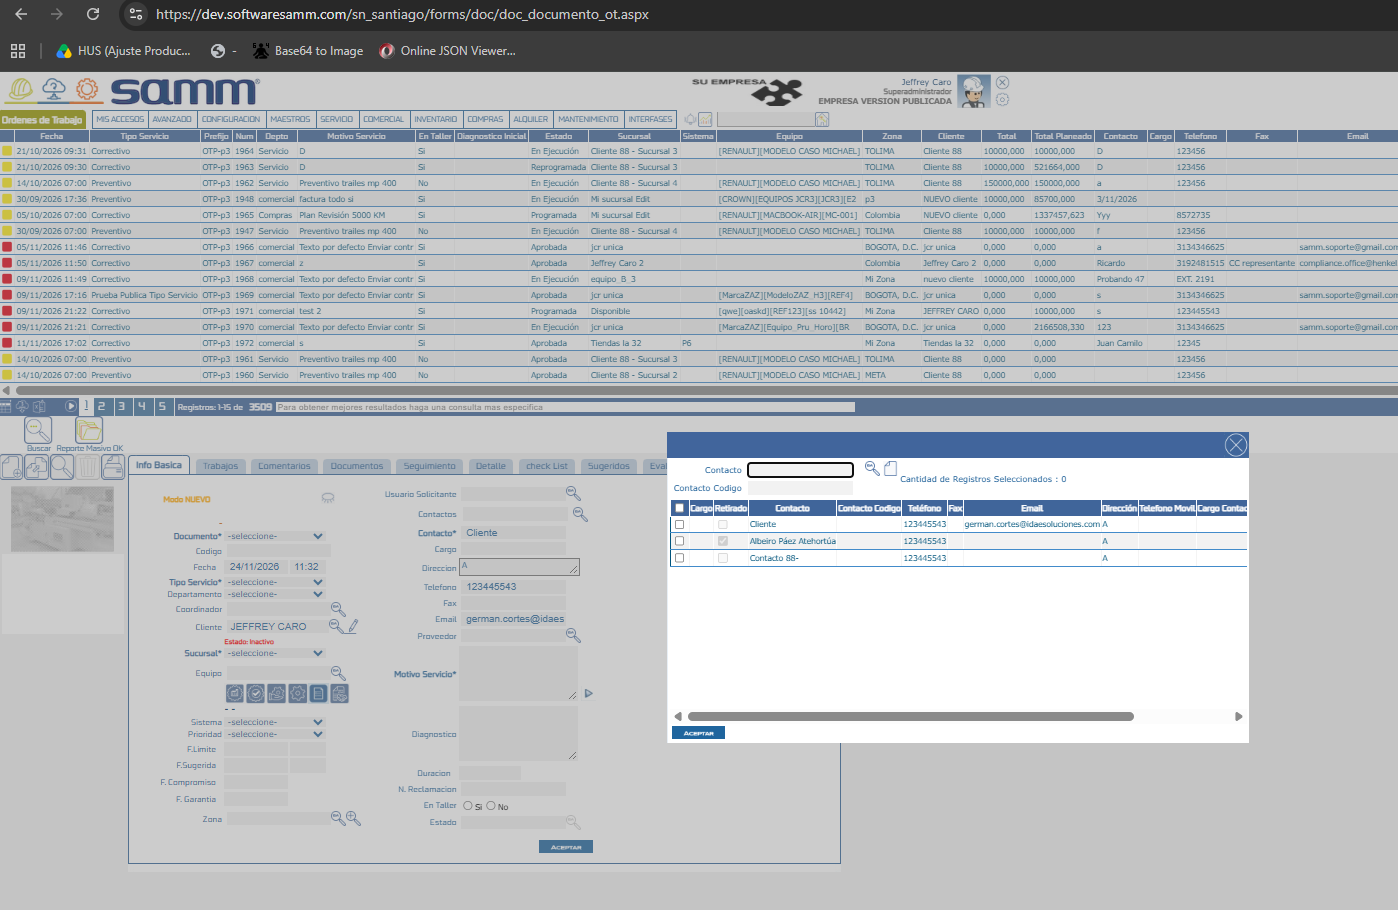 https://dev.softwaresamm.com/sn_santiago/forms/doc/doc_documento_ot.aspx
HUS (Ajuste Produc... - Base64 to Image Online JSON Viewer...
samm
SU EMPRESA
Jeffrey Caro
Superadministrador
EMPRESA VERSION PUBLICADA
Ordenes de Trabajo MIS ACCESOS AVANZADO CONFIGURACION MAESTROS SERVICIO COMERCIAL INVENTARIO COMPRAS ALQUILER MANTENIMIENTO INTERFASES
Fecha Tipo Servicio Prefijo Num Depto Motivo Servicio En Taller Diagnostico Inicial Estado Sucursal Sistema Equipo Zona Cliente Total Total Planeado Contacto Cargo Telefono Fax Email
21/10/2026 09:31 Correctivo OTP-p3 1964 Servicio D Si En Ejecución Cliente 88 - Sucursal 3 [RENAULT][MODELO CASO MICHAEL] TOLIMA Cliente 88 10000,000 10000,000 D 123456
21/10/2026 09:30 Correctivo OTP-p3 1963 Servicio D Si Reprogramada Cliente 88 - Sucursal 3 TOLIMA Cliente 88 10000,000 521664,000 D 123456
14/10/2026 07:00 Preventivo OTP-p3 1962 Servicio Preventivo trailes mp 400 No En Ejecución Cliente 88 - Sucursal 4 [RENAULT][MODELO CASO MICHAEL] TOLIMA Cliente 88 150000,000 150000,000 a 123456
30/09/2026 17:36 Preventivo OTP-p3 1948 comercial factura todo si Si En Ejecución Mi sucursal Edit [CROWN][EQUIPOS JCR3][JCR3][E2 p3 NUEVO cliente 10000,000 85700,000 3/11/2026
05/10/2026 07:00 Correctivo OTP-p3 1965 Compras Plan Revisión 5000 KM Si Programada Mi sucursal Edit [RENAULT][MACBOOK-AIR][MC-001] Colombia NUEVO cliente 0,000 1337457,623 Yyy 8572735
30/09/2026 07:00 Preventivo OTP-p3 1947 Servicio Preventivo trailes mp 400 Si En Ejecución Cliente 88 - Sucursal 4 [RENAULT][MODELO CASO MICHAEL] TOLIMA Cliente 88 10000,000 10000,000 f 123456
05/11/2026 11:46 Correctivo OTP-p3 1966 comercial Texto por defecto Enviar contr Si Aprobada jcr unica BOGOTA, D.C. jcr unica 0,000 0,000 a 3134346625 samm.soporte@gmail.com
05/11/2026 11:50 Correctivo OTP-p3 1967 comercial z Si Aprobada Jeffrey Caro 2 Colombia Jeffrey Caro 2 0,000 0,000 Ricardo 3192481515 CC representante compliance.office@henkel
09/11/2026 11:49 Correctivo OTP-p3 1968 comercial Texto por defecto Enviar contr Si En Ejecución equipo_B_3 Mi Zona nuevo cliente 10000,000 10000,000 Probando 47 EXT. 2191
09/11/2026 17:16 Prueba Publica Tipo Servicio OTP-p3 1969 comercial Texto por defecto Enviar contr Si Aprobada jcr unica [MarcaZAZ][ModeloZAZ_H3][REF4] BOGOTA, D.C. jcr unica 0,000 0,000 s 3134346625 samm.soporte@gmail.com
09/11/2026 21:22 Correctivo OTP-p3 1971 comercial test 2 Si Programada Disponible [qwe][oaskd][REF123][ss 10442] Mi Zona JEFFREY CARO 0,000 10000,000 s 123445543
09/11/2026 21:21 Correctivo OTP-p3 1970 comercial Texto por defecto Enviar contr Si En Ejecución jcr unica [MarcaZAZ][Equipo_Pru_Horo][BR BOGOTA, D.C. jcr unica 0,000 2166508,330 123 3134346625 samm.soporte@gmail.com
11/11/2026 17:02 Correctivo OTP-p3 1972 comercial s Si Aprobada Tiendas la 32 P6 Mi Zona Tiendas la 32 0,000 0,000 Juan Camilo 12345
14/10/2026 07:00 Preventivo OTP-p3 1961 Servicio Preventivo trailes mp 400 No Aprobada Cliente 88 - Sucursal 3 [RENAULT][MODELO CASO MICHAEL] TOLIMA Cliente 88 0,000 0,000 123456
14/10/2026 07:00 Preventivo OTP-p3 1960 Servicio Preventivo trailes mp 400 No Aprobada Cliente 88 - Sucursal 2 [RENAULT][MODELO CASO MICHAEL] META Cliente 88 0,000 0,000 123456
1 2 3 4 5 Registros: 1-15 de 3509 Para obtener mejores resultados haga una consulta mas especifica
Buscar Reporte Masivo OK
Info Basica Trabajos Comentarios Documentos Seguimiento Detalle check List Sugeridos Eval
Modo NUEVO
-
Documento* -seleccione-
Codigo
Fecha 24/11/2026 11:32
Tipo Servicio* -seleccione-
Departamento -seleccione-
Coordinador
Cliente JEFFREY CARO
Estado: Inactivo
Sucursal* -seleccione-
Equipo
- -
Sistema -seleccione-
Prioridad -seleccione-
F.Limite
F.Sugerida
F. Compromiso
F. Garantia
Zona
Usuario Solicitante
Contactos
Contacto* Cliente
Cargo
Direccion A
Telefono 123445543
Fax
Email german.cortes@idaes
Proveedor
Motivo Servicio*
Diagnostico
Duracion
N. Reclamacion
En Taller Si No
Estado
ACEPTAR
Contacto
Contacto Codigo
Cantidad de Registros Seleccionados : 0
Cargo Retirado Contacto Contacto Codigo Teléfono Fax Email Dirección Telefono Movil Cargo Contac
Cliente 123445543 german.cortes@idaesoluciones.com A
Albeiro Páez Atehortúa 123445543 A
Contacto 88- 123445543 A
ACEPTAR